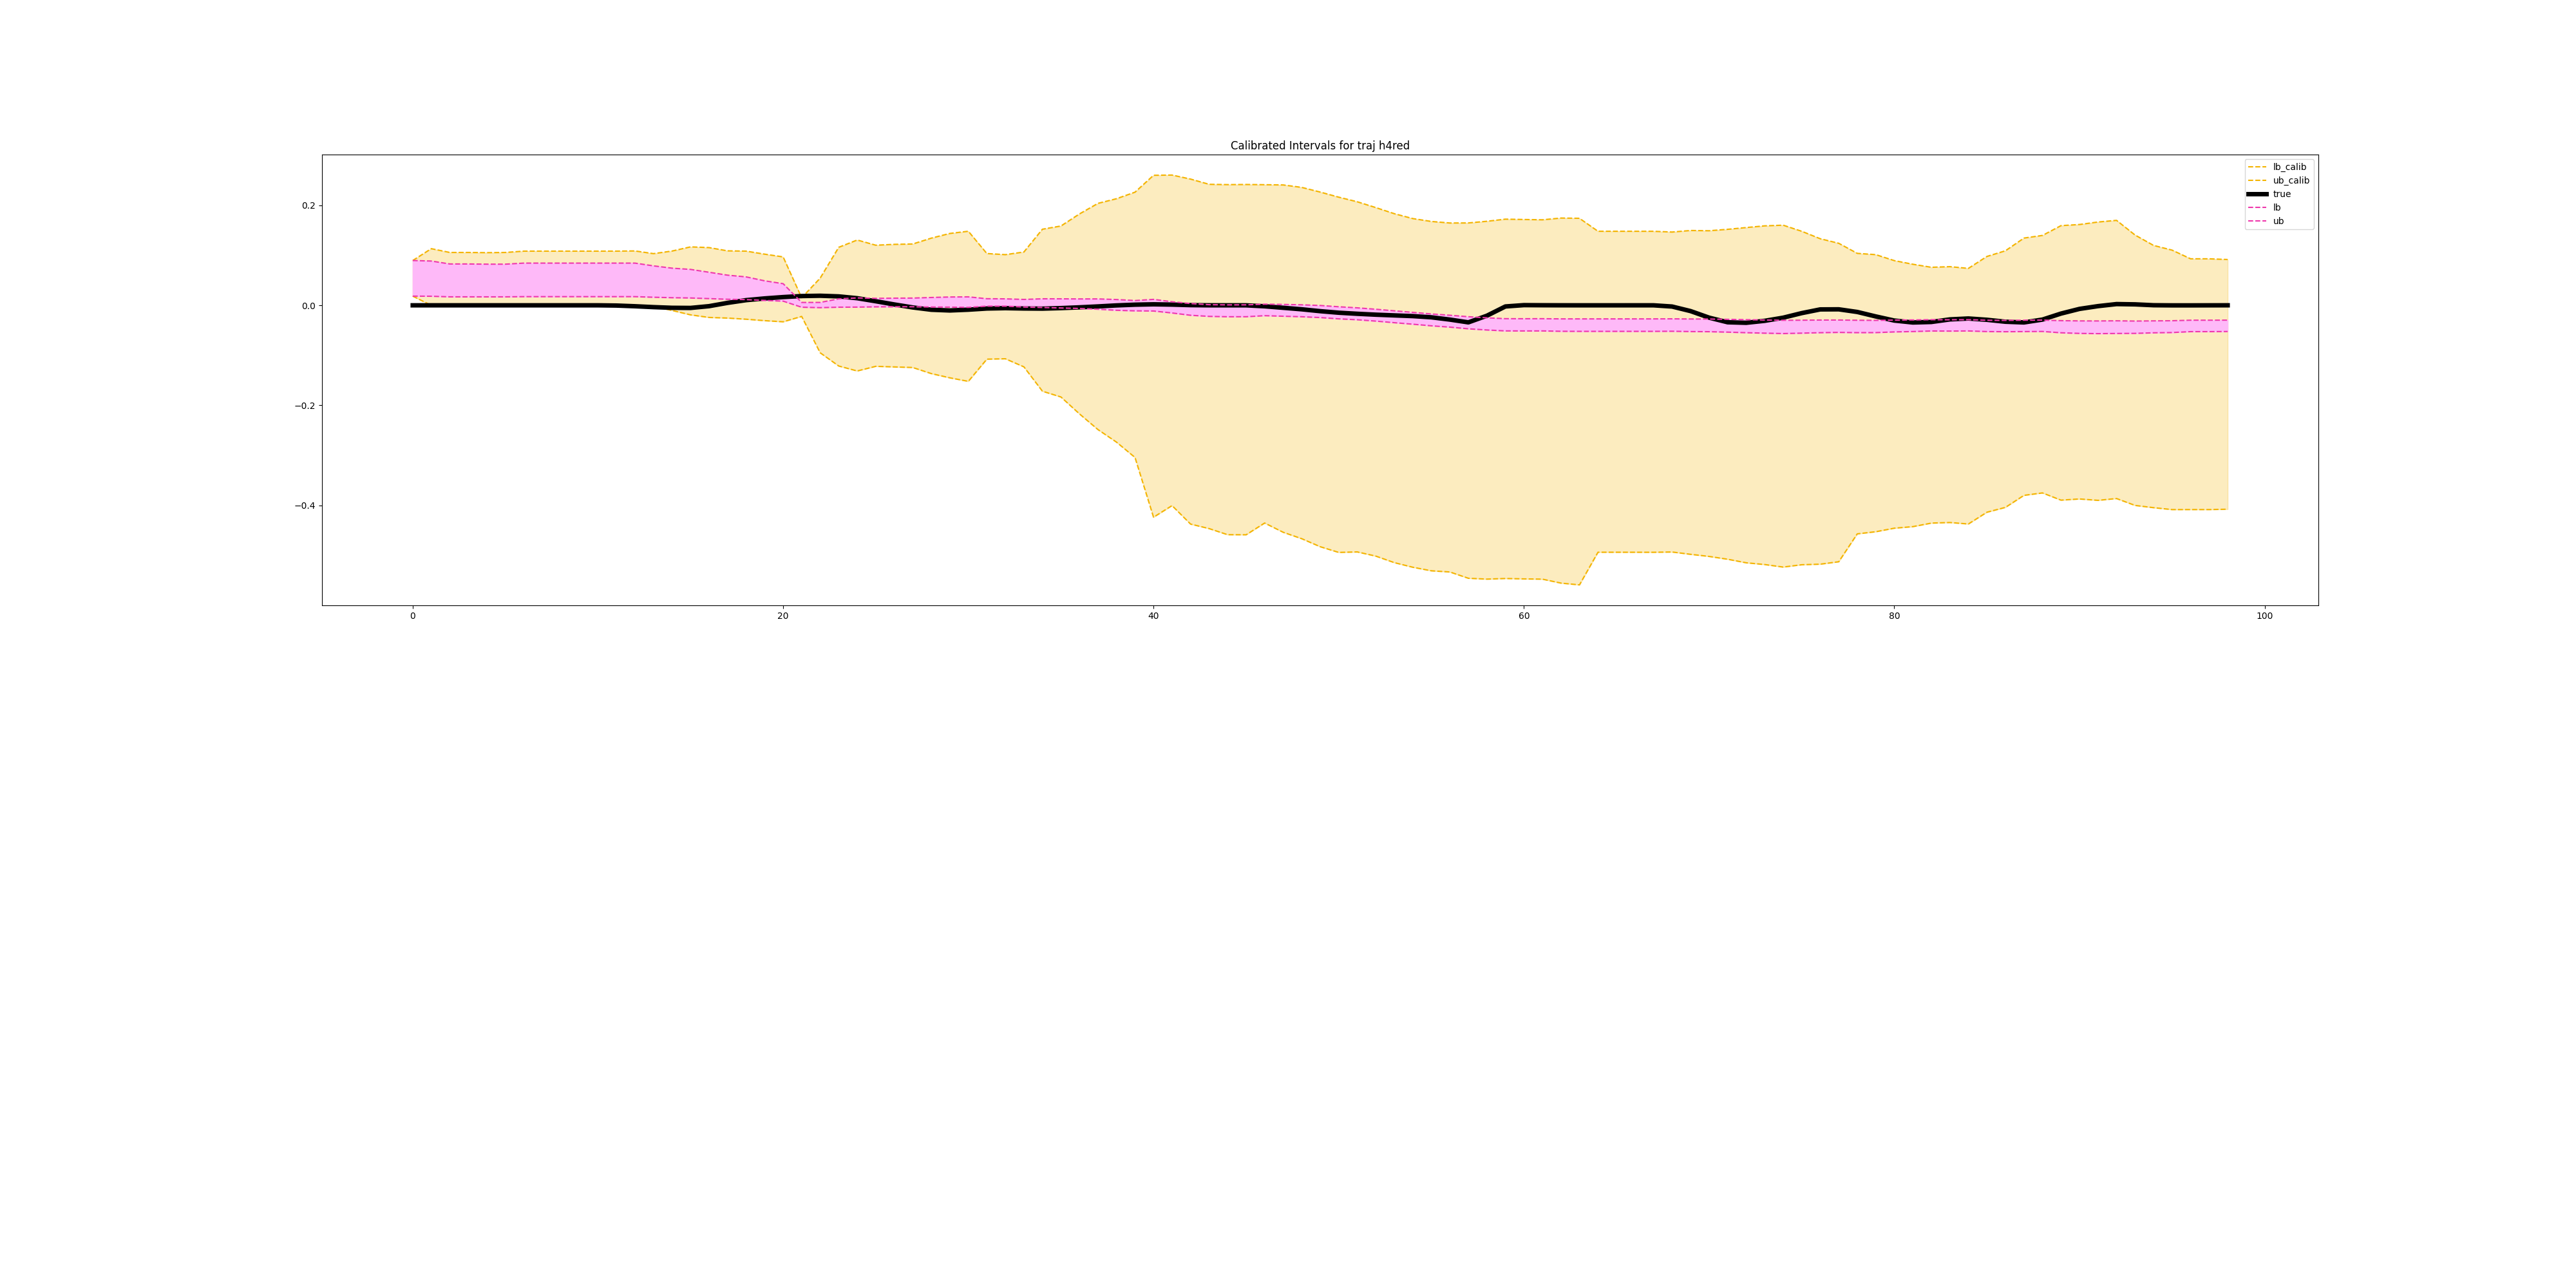 Calibrated Intervals for traj h4red
lb_calib
ub_calib
true
lb
ub
0.2
0.0
−0.2
−0.4
0 20 40 60 80 100